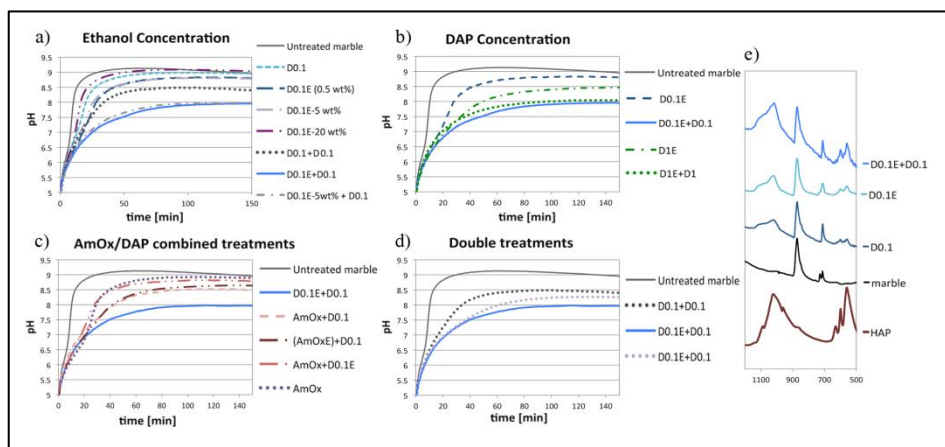 a)
Ethanol Concentration
Untreated marble
D0.1
D0.1E (0.5 wt%)
D0.1E-5 wt%
D0.1E-20 wt%
D0.1+D0.1
D0.1E+D0.1
D0.1E-5wt% + D0.1
pH
9.5
9
8.5
8
7.5
7
6.5
6
5.5
5
0
50
100
150
time [min]
b)
DAP Concentration
Untreated marble
D0.1E
D0.1E+D0.1
D1E
D1E+D1
pH
9.5
9
8.5
8
7.5
7
6.5
6
5.5
5
0 20 40 60 80 100 120 140
time [min]
c)
AmOx/DAP combined treatments
Untreated marble
D0.1E+D0.1
AmOx+D0.1
(AmOxE)+D0.1
AmOx+D0.1E
AmOx
pH
9.5
9
8.5
8
7.5
7
6.5
6
5.5
5
0 20 40 60 80 100 120 140
time [min]
d)
Double treatments
Untreated marble
D0.1+D0.1
D0.1E+D0.1
D0.1E+D0.1
pH
9.5
9
8.5
8
7.5
7
6.5
6
5.5
5
0 20 40 60 80 100 120 140
time [min]
e)
D0.1E+D0.1
D0.1E
D0.1
marble
HAP
1100 900 700 500